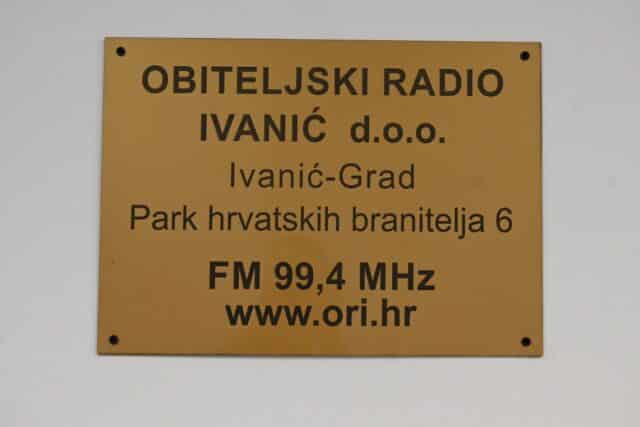 OBITELJSKI RADIO
IVANIĆ d.o.o.
Ivanić-Grad
Park hrvatskih branitelja 6
FM 99,4 MHz
www.ori.hr